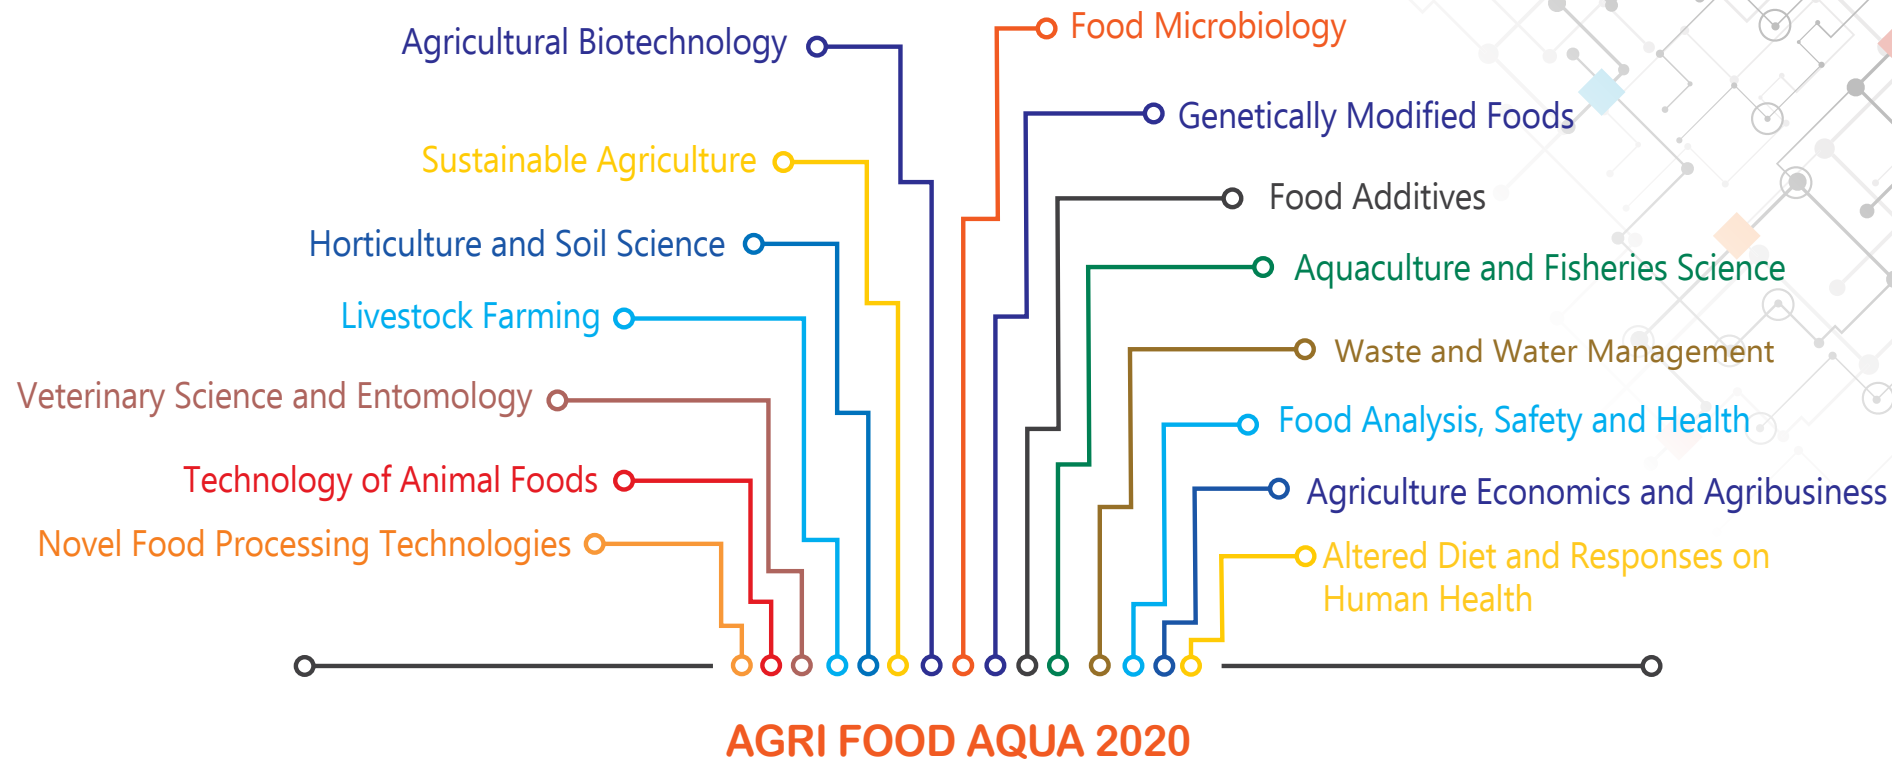 Agricultural Biotechnology
Sustainable Agriculture
Horticulture and Soil Science
Livestock Farming
Veterinary Science and Entomology
Technology of Animal Foods
Novel Food Processing Technologies
Food Microbiology
Genetically Modified Foods
Food Additives
Aquaculture and Fisheries Science
Waste and Water Management
Food Analysis, Safety and Health
Agriculture Economics and Agribusiness
Altered Diet and Responses on
Human Health
AGRI FOOD AQUA 2020